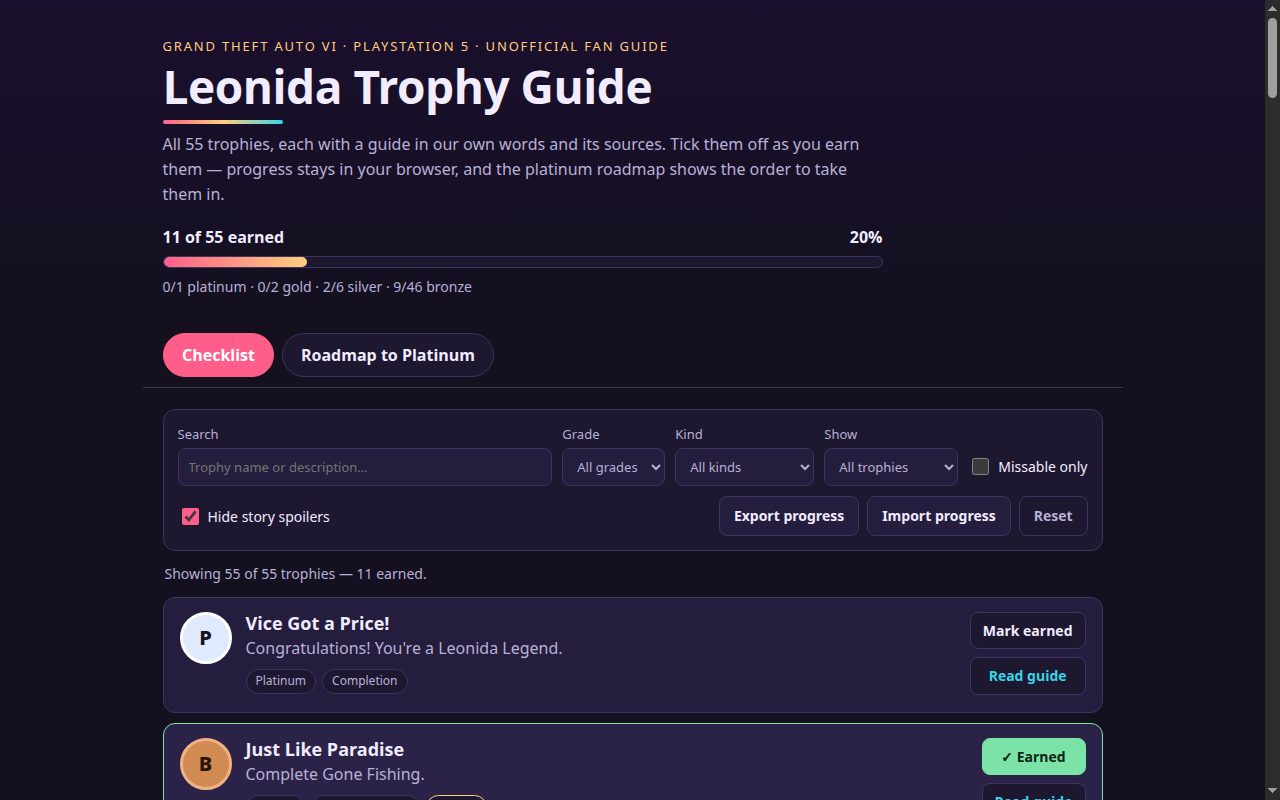 GRAND THEFT AUTO VI · PLAYSTATION 5 · UNOFFICIAL FAN GUIDE
Leonida Trophy Guide
All 55 trophies, each with a guide in our own words and its sources. Tick them off as you earn
them — progress stays in your browser, and the platinum roadmap shows the order to take
them in.
11 of 55 earned 20%
0/1 platinum · 0/2 gold · 2/6 silver · 9/46 bronze
Checklist Roadmap to Platinum
Search Grade Kind Show
Trophy name or description... All grades All kinds All trophies Missable only
Hide story spoilers Export progress Import progress Reset
Showing 55 of 55 trophies — 11 earned.
P Vice Got a Price! Mark earned
Congratulations! You're a Leonida Legend.
Platinum Completion Read guide
B Just Like Paradise ✓ Earned
Complete Gone Fishing.
Read guide